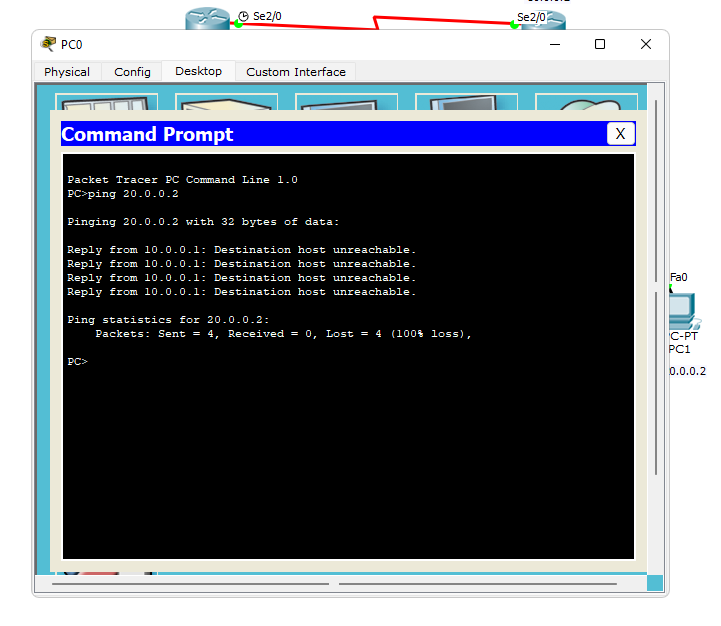 Se2/0
Se2/0
PC0
Physical Config Desktop Custom Interface
Command Prompt X
Packet Tracer PC Command Line 1.0
PC>ping 20.0.0.2
Pinging 20.0.0.2 with 32 bytes of data:
Reply from 10.0.0.1: Destination host unreachable.
Reply from 10.0.0.1: Destination host unreachable.
Reply from 10.0.0.1: Destination host unreachable.
Reply from 10.0.0.1: Destination host unreachable.
Ping statistics for 20.0.0.2:
Packets: Sent = 4, Received = 0, Lost = 4 (100% loss),
PC>
Fa0
C-PT
PC1
0.0.0.2